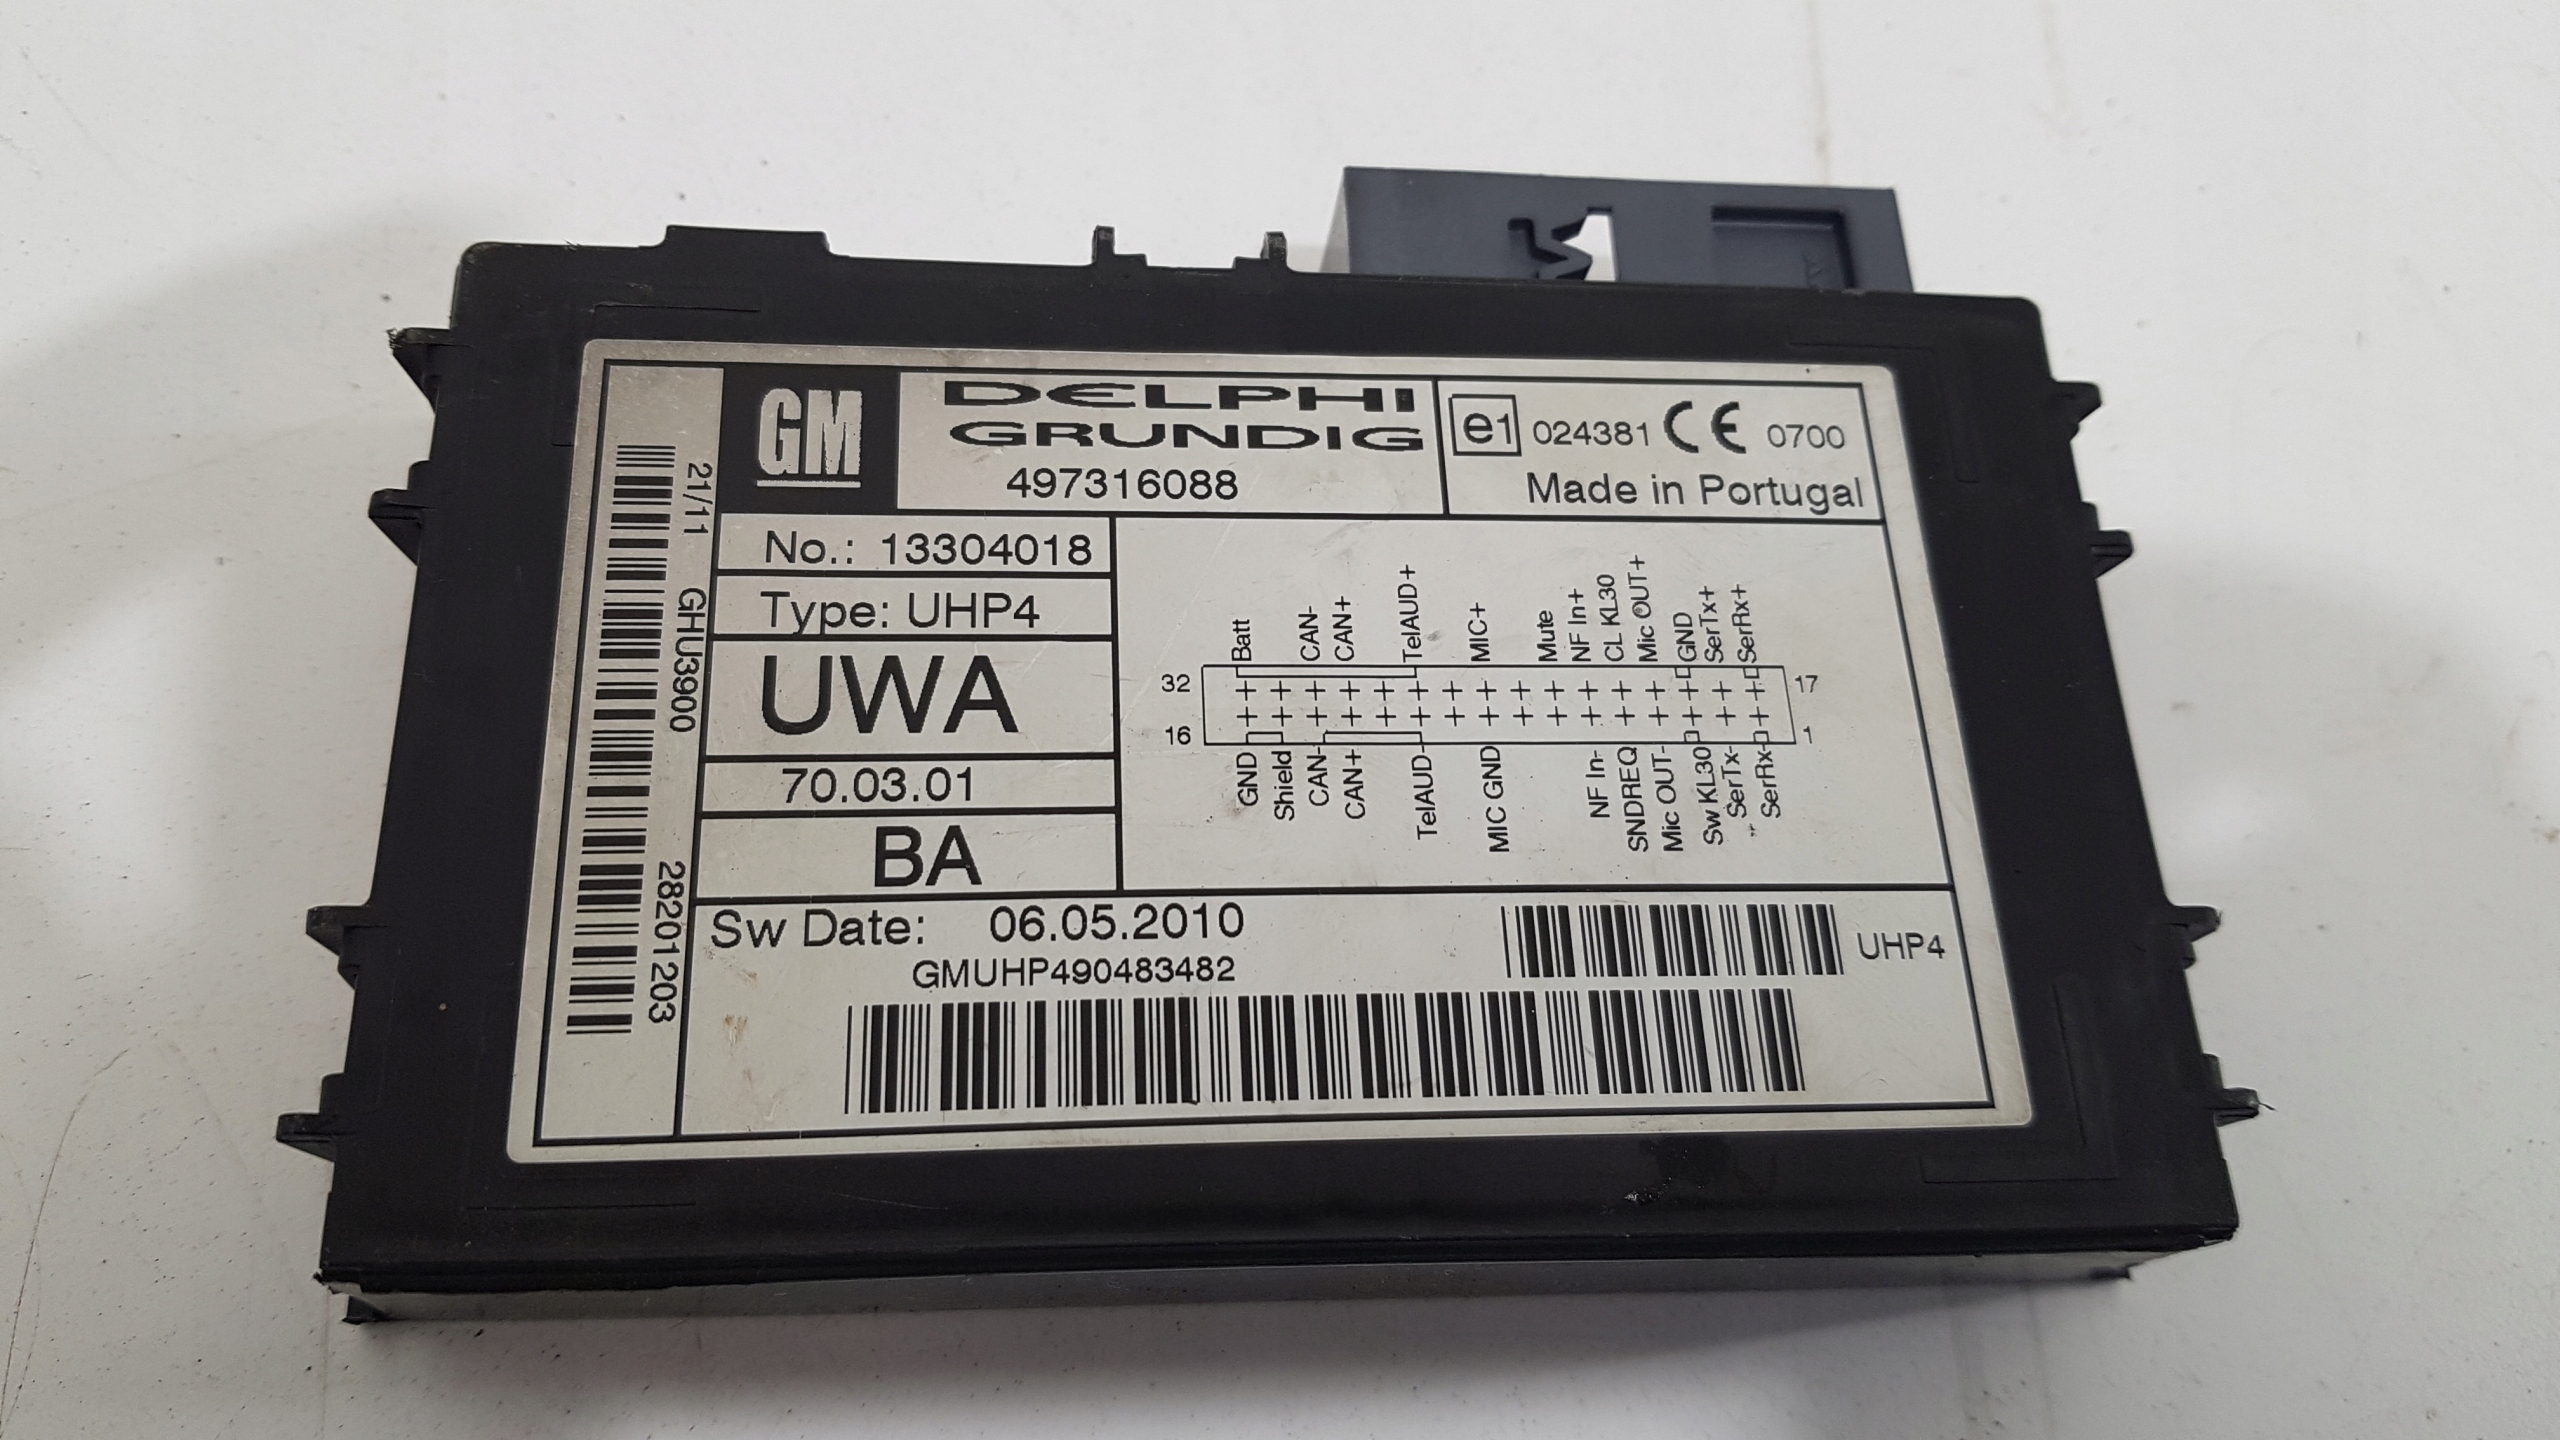 GM
DELPHI
GRUNDIG
497316088
e1 024381 CE 0700
Made in Portugal
21/11 GHU3900 28201203
No.: 13304018
Type: UHP4
UWA
70.03.01
BA
Batt CAN- CAN+ TelAUD+ MIC+ Mute NF In+ CL KL30 Mic OUT+ GND SerTx+ SerRx+
32 17
16 1
GND Shield CAN- CAN+ TelAUD- MIC GND NF In- SNDREQ Mic OUT- Sw KL30 SerTx- SerRx-
Sw Date: 06.05.2010
UHP4
GMUHP490483482